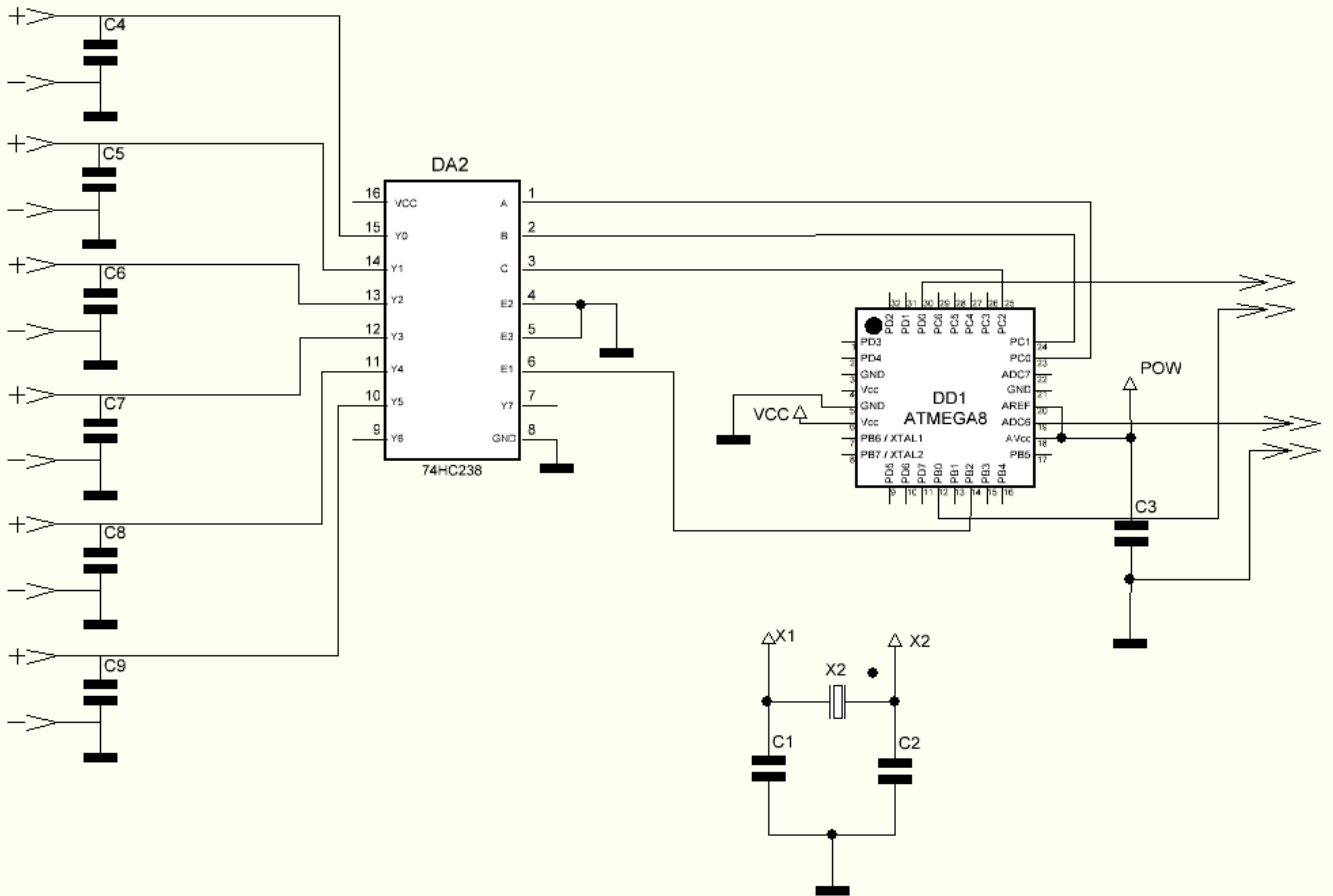 + C4
-
+ C5
-
+ C6
-
+ C7
-
+ C8
-
+ C9
-
DA2
16 VCC A 1
15 Y0 B 2
14 Y1 C 3
13 Y2 E2 4
12 Y3 E3 5
11 Y4 E1 6
10 Y5 Y7 7
9 Y6 GND 8
74HC238
32 31 30 29 28 27 26 25
PD2 PD1 PD0 PC6 PC5 PC4 PC3 PC2
1 PD3 PC1 24
2 PD4 PC0 23
3 GND ADC7 22
4 Vcc GND 21
5 GND AREF 20
6 Vcc ADC6 19
7 PB6 / XTAL1 AVcc 18
8 PB7 / XTAL2 PB5 17
DD1
ATMEGA8
PD5 PD6 PD7 PB0 PB1 PB2 PB3 PB4
9 10 11 12 13 14 15 16
VCC
POW
C3
X1
X2
X2
C1
C2